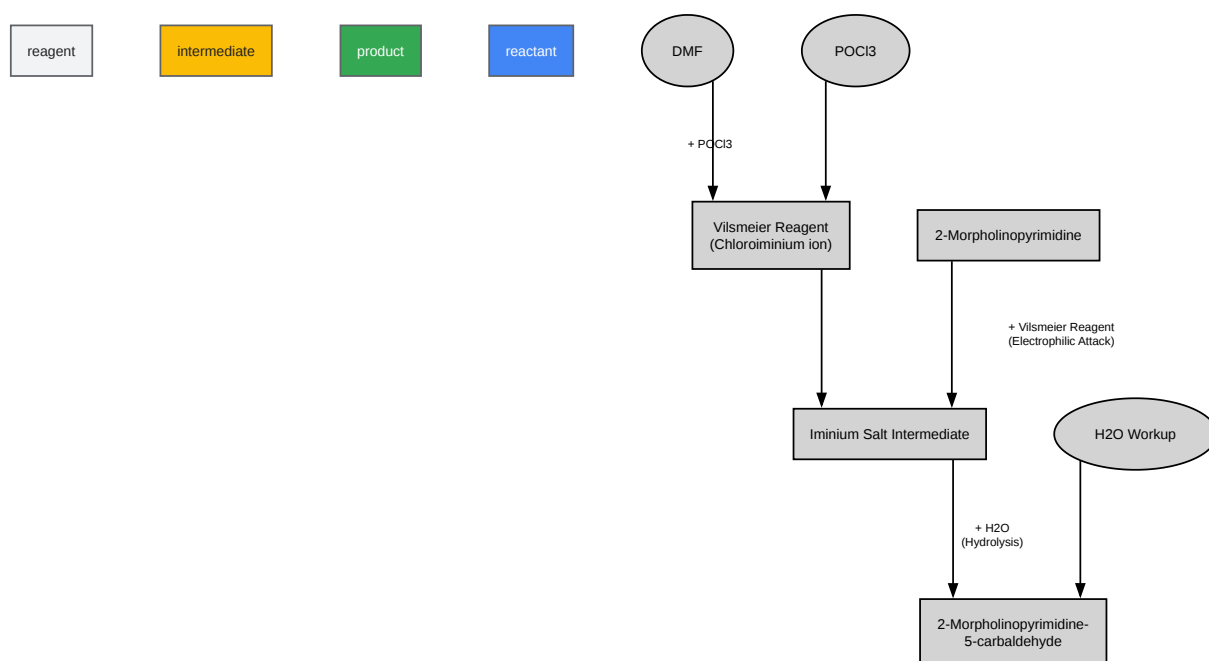 reagent
intermediate
product
reactant
DMF
POCl3
+ POCl3
Vilsmeier Reagent
(Chloroiminium ion)
2-Morpholinopyrimidine
+ Vilsmeier Reagent
(Electrophilic Attack)
Iminium Salt Intermediate
H2O Workup
+ H2O
(Hydrolysis)
2-Morpholinopyrimidine-
5-carbaldehyde